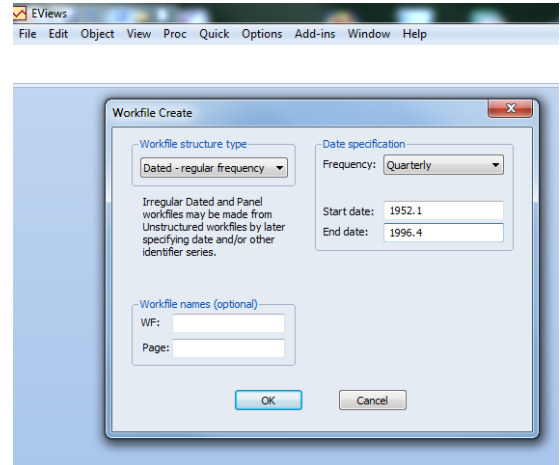 EViews
File Edit Object View Proc Quick Options Add-ins Window Help
Workfile Create
Workfile structure type
Dated - regular frequency
Irregular Dated and Panel
workfiles may be made from
Unstructured workfiles by later
specifying date and/or other
identifier series.
Date specification
Frequency: Quarterly
Start date: 1952.1
End date: 1996.4
Workfile names (optional)
WF:
Page:
OK Cancel